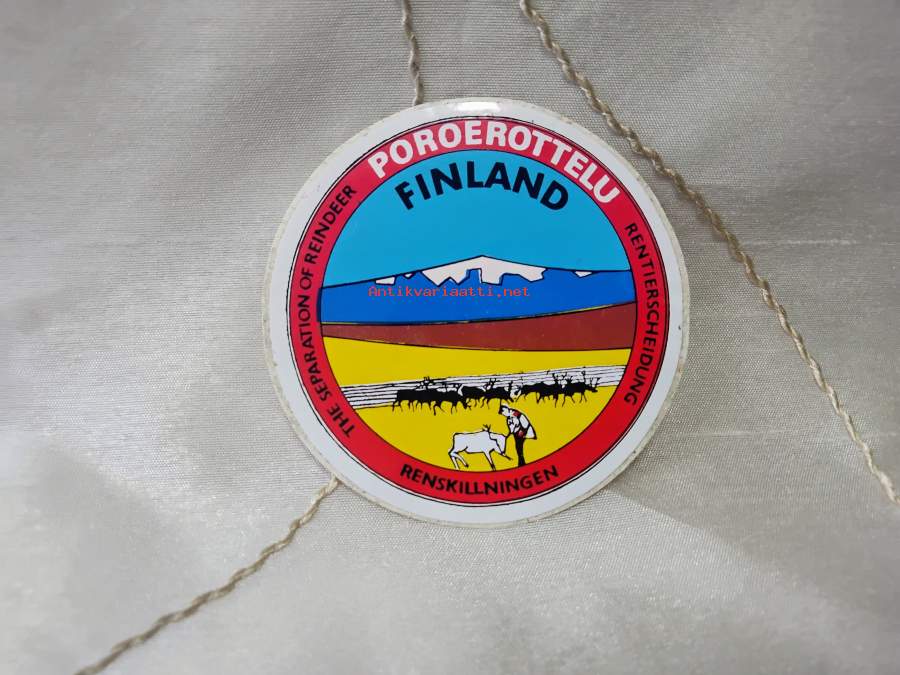 POROEROTTELU
FINLAND
THE SEPARATION OF REINDEER
RENTIERSCHEIDUNG
Antikvariaatti.net
RENSKILLNINGEN